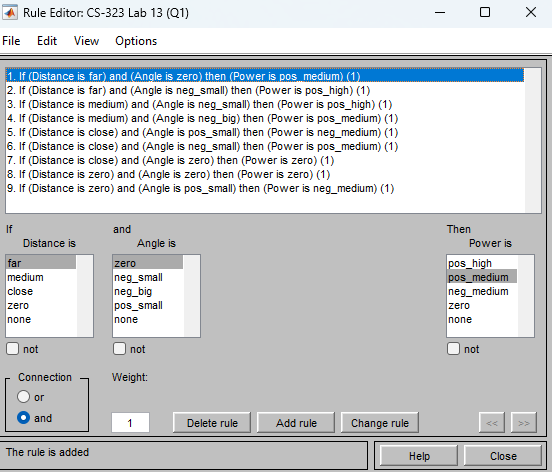 Rule Editor: CS-323 Lab 13 (Q1)
File Edit View Options
1. If (Distance is far) and (Angle is zero) then (Power is pos_medium) (1)
2. If (Distance is far) and (Angle is neg_small) then (Power is pos_high) (1)
3. If (Distance is medium) and (Angle is neg_small) then (Power is pos_high) (1)
4. If (Distance is medium) and (Angle is neg_big) then (Power is pos_medium) (1)
5. If (Distance is close) and (Angle is pos_small) then (Power is neg_medium) (1)
6. If (Distance is close) and (Angle is neg_small) then (Power is pos_medium) (1)
7. If (Distance is close) and (Angle is zero) then (Power is zero) (1)
8. If (Distance is zero) and (Angle is zero) then (Power is zero) (1)
9. If (Distance is zero) and (Angle is pos_small) then (Power is neg_medium) (1)
If and Then
Distance is Angle is Power is
far zero pos_high
medium neg_small pos_medium
close neg_big neg_medium
zero pos_small zero
none none none
not not not
Connection Weight:
or
and 1 Delete rule Add rule Change rule << >>
The rule is added Help Close